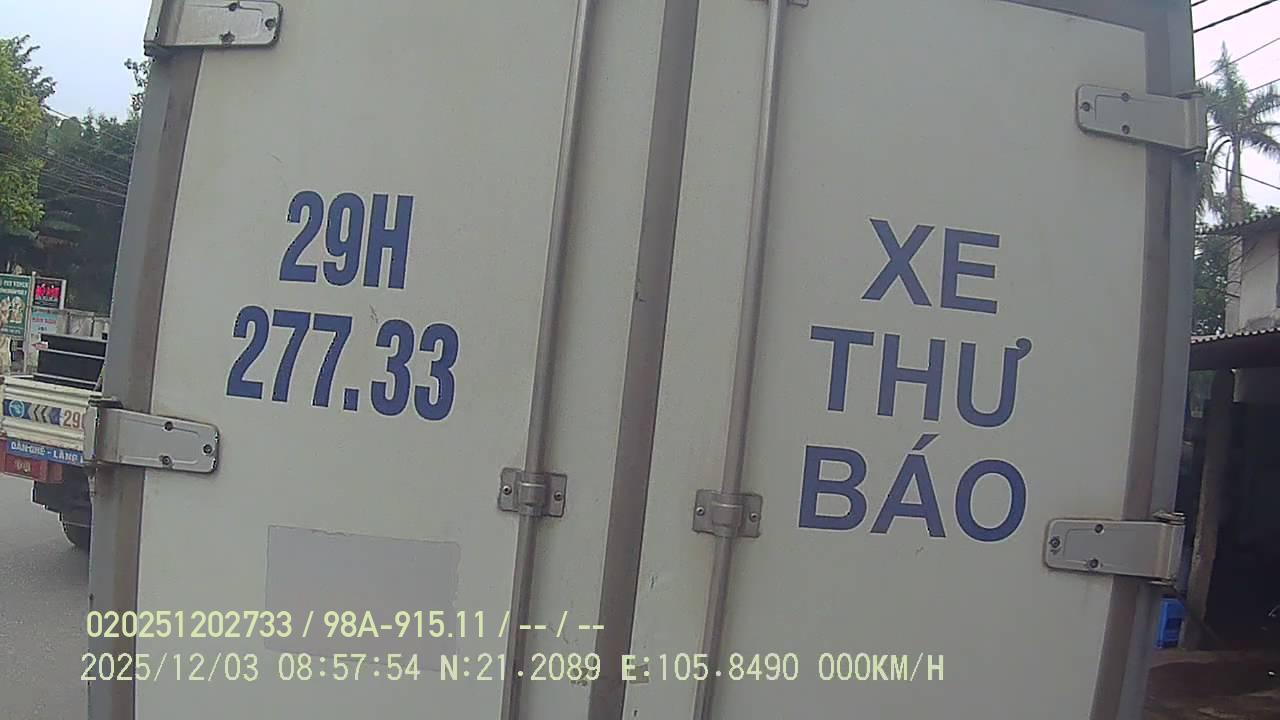 29H
277.33
XE
THƯ
BÁO
020251202733 / 98A-915.11 / -- / --
2025/12/03 08:57:54 N:21.2089 E:105.8490 000KM/H